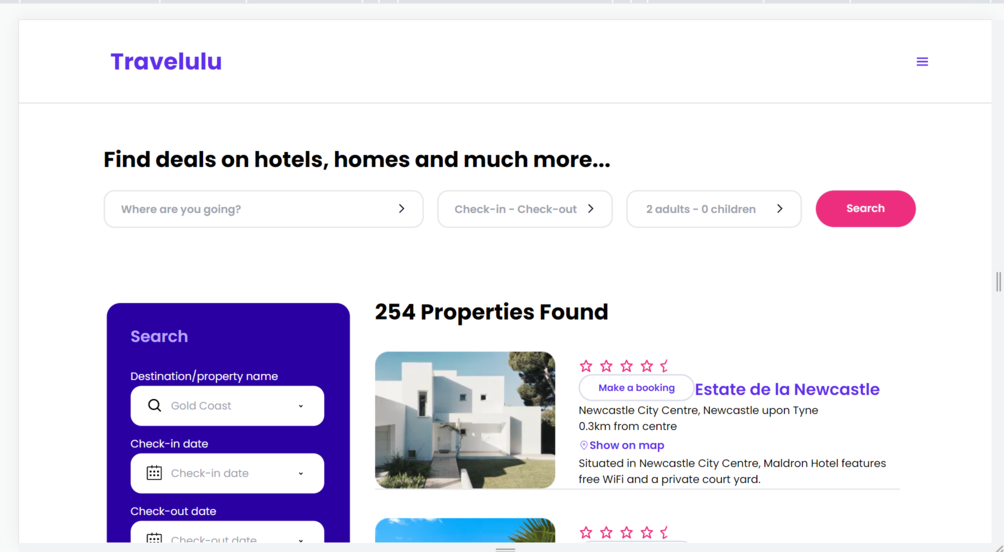 Travelulu
Find deals on hotels, homes and much more...
Where are you going?
Check-in - Check-out
2 adults - 0 children
Search
Search
Destination/property name
Gold Coast
Check-in date
Check-in date
Check-out date
Check-out date
254 Properties Found
Make a booking
Estate de la Newcastle
Newcastle City Centre, Newcastle upon Tyne
0.3km from centre
Show on map
Situated in Newcastle City Centre, Maldron Hotel features
free WiFi and a private court yard.